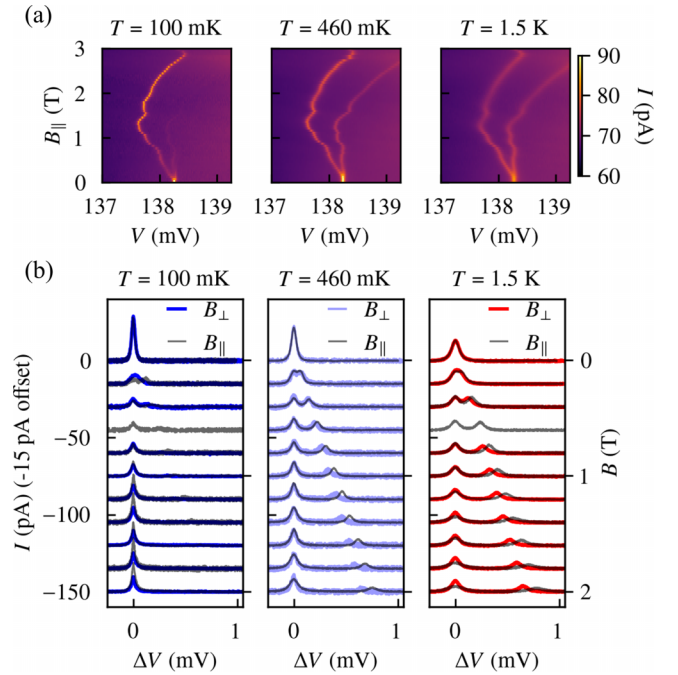 (a)
T = 100 mK T = 460 mK T = 1.5 K
3
2
1
0
B∥ (T)
137 138 139
137 138 139
137 138 139
V (mV) V (mV) V (mV)
90
80
70
60
I (pA)
(b)
T = 100 mK T = 460 mK T = 1.5 K
B⊥ B⊥ B⊥
B∥ B∥ B∥
0
−50
−100
−150
I (pA) (-15 pA offset)
0
1
2
B (T)
0 1 0 1 0 1
ΔV (mV) ΔV (mV) ΔV (mV)